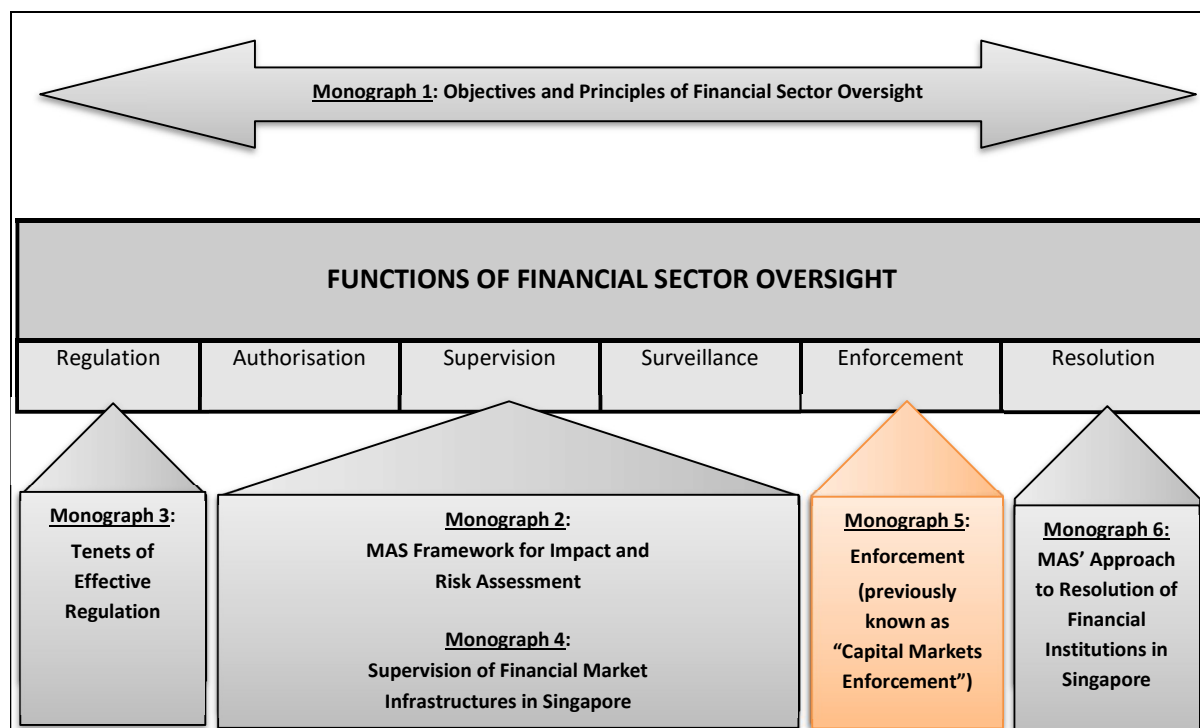 Monograph 1: Objectives and Principles of Financial Sector Oversight
FUNCTIONS OF FINANCIAL SECTOR OVERSIGHT
Regulation
Authorisation
Supervision
Surveillance
Enforcement
Resolution
Monograph 3:
Tenets of
Effective
Regulation
Monograph 2:
MAS Framework for Impact and
Risk Assessment
Monograph 4:
Supervision of Financial Market
Infrastructures in Singapore
Monograph 5:
Enforcement
(previously
known as
“Capital Markets
Enforcement”)
Monograph 6:
MAS’ Approach
to Resolution of
Financial
Institutions in
Singapore